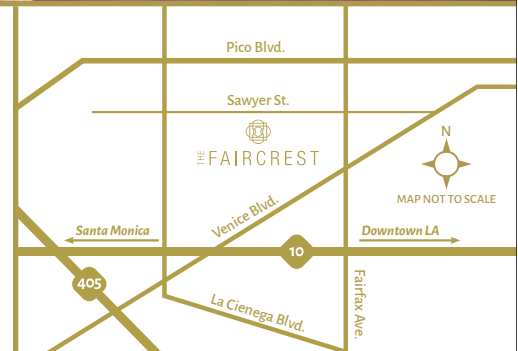 Pico Blvd.
Sawyer St.
THE FAIRCREST
N
MAP NOT TO SCALE
Venice Blvd.
Santa Monica
Downtown LA
10
405
La Cienega Blvd.
Fairfax Ave.